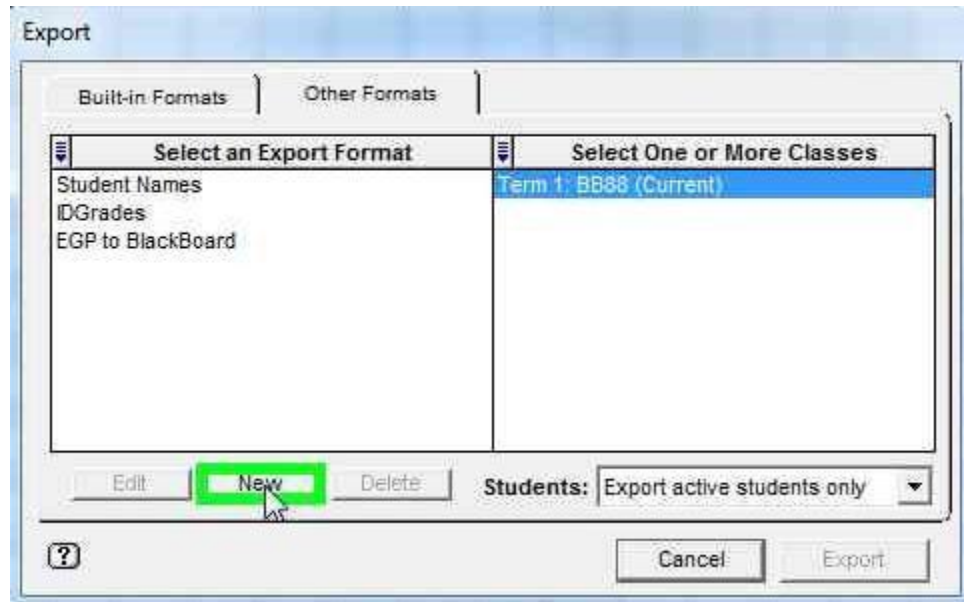 Export
Built-in Formats Other Formats
Select an Export Format Select One or More Classes
Student Names Term 1: BB88 (Current)
IDGrades
EGP to BlackBoard
Edit New Delete Students: Export active students only
? Cancel Export